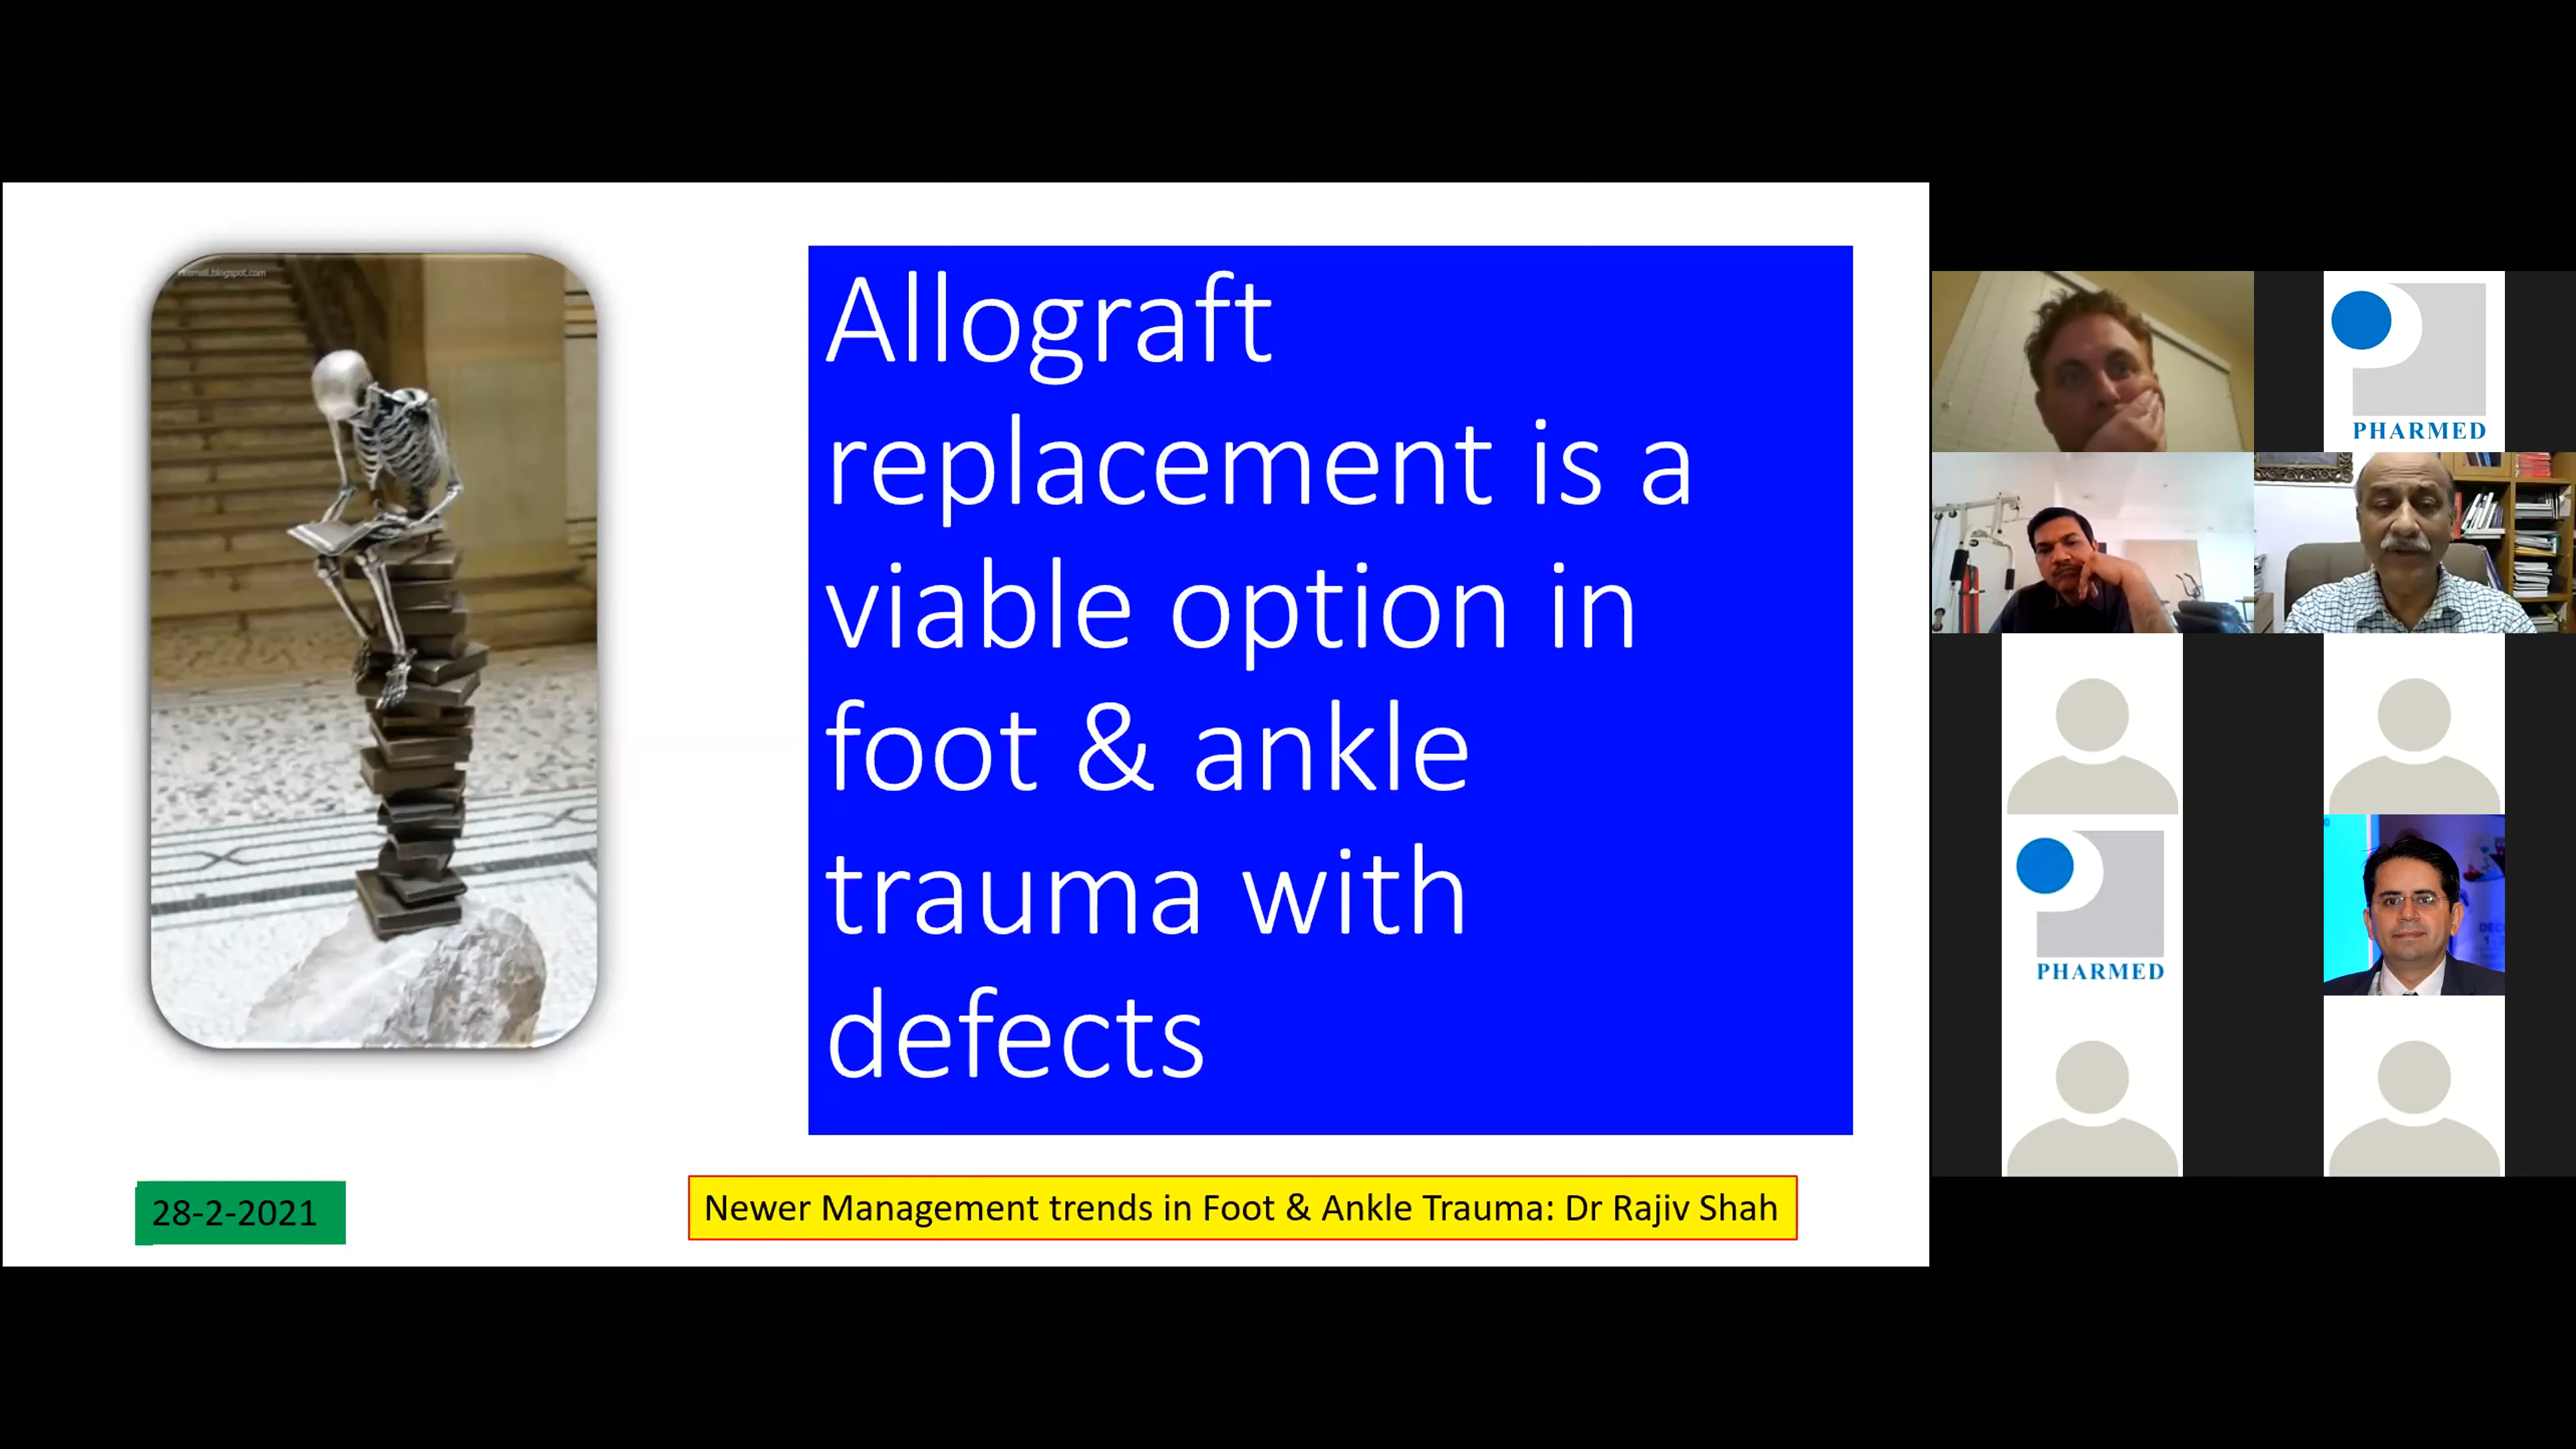 Allograft
replacement is a
viable option in
foot & ankle
trauma with
defects
28-2-2021
Newer Management trends in Foot & Ankle Trauma: Dr Rajiv Shah
PHARMED
PHARMED